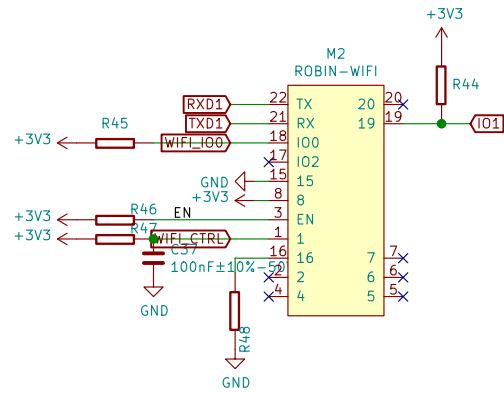 +3V3
M2
ROBIN-WIFI
R44
RXD1 22 TX 20
TXD1 21 RX 19 IO1
R45
+3V3 WIFI_IO0 18 IO0
17 IO2
GND 15 15
+3V3 8 8
R46
+3V3 EN 3 EN
R47
+3V3 WIFI_CTRL 1 1
C37
100nF±10%-50V 16 16 7 7
2 2 6 6
4 4 5 5
GND
R48
GND